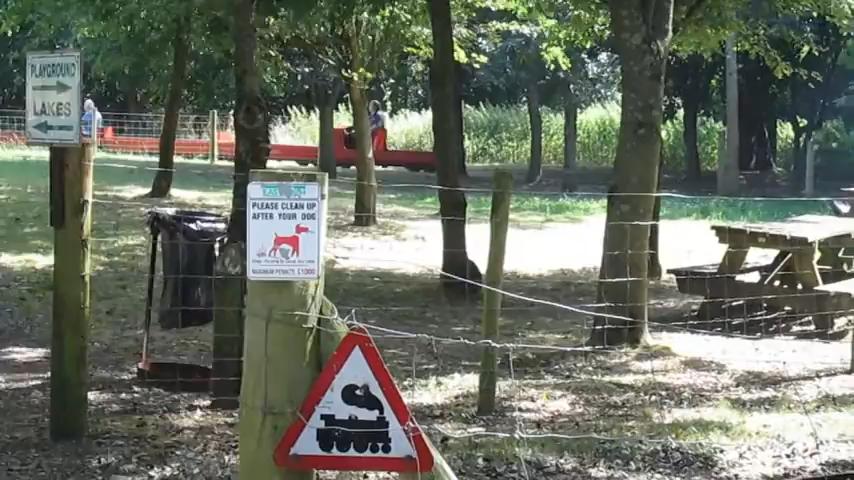 PLAYGROUND
LAKES
PLEASE CLEAN UP
AFTER YOUR DOG
MAXIMUM PENALTY £1000